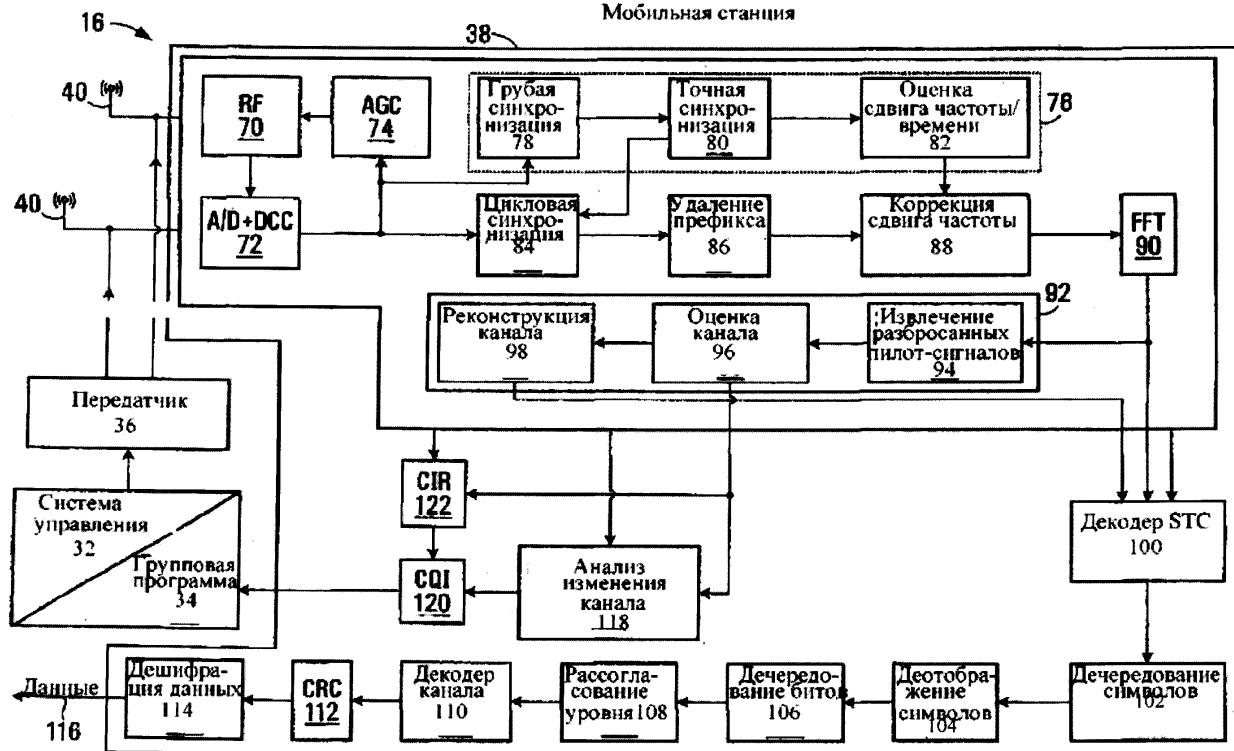 Мобильная станция
16
38
40
RF
70
AGC
74
Грубая
синхро-
низация
78
Точная
синхро-
низация
80
Оценка
сдвига частоты/
времени
82
76
40
A/D+DCC
72
Цикловая
синхро-
низация
84
Удаление
префикса
86
Коррекция
сдвига частоты
88
FFT
90
92
Реконструкция
канала
98
Оценка
канала
96
Извлечение
разбросанных
пилот-сигналов
94
Передатчик
36
Система
управления
32
Групповая
программа
34
CIR
122
CQI
120
Анализ
изменения
канала
118
Декодер STC
100
Данные
116
Дешифра-
ция данных
114
CRC
112
Декодер
канала
110
Рассогла-
сование
уровня 108
Дечередо-
вание битов
106
Деотобра-
жение
символов
104
Дечередование
символов
102